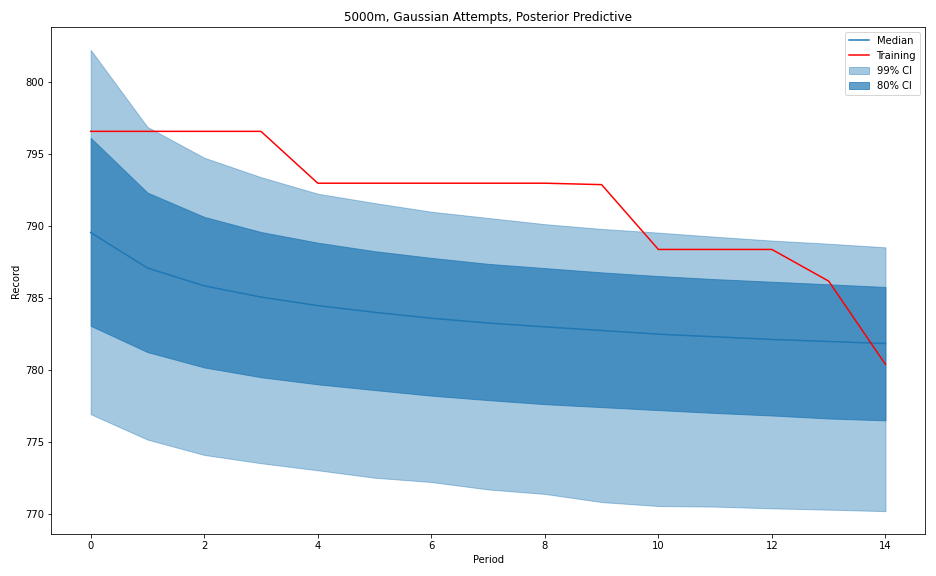 5000m, Gaussian Attempts, Posterior Predictive
Median
Training
99% CI
80% CI
800
795
790
785
780
775
770
Record
0 2 4 6 8 10 12 14
Period